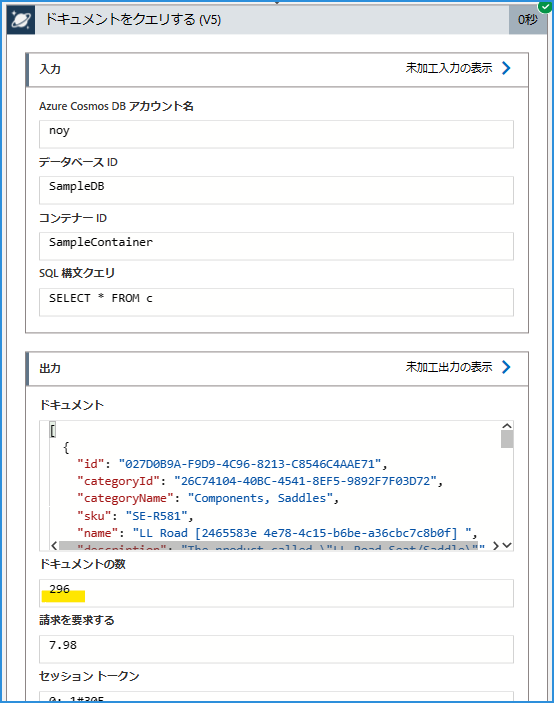 ドキュメントをクエリする (V5)
0秒
入力
未加工入力の表示
Azure Cosmos DB アカウント名
noy
データベース ID
SampleDB
コンテナー ID
SampleContainer
SQL 構文クエリ
SELECT * FROM c
出力
未加工出力の表示
ドキュメント
[
{
"id": "027D0B9A-F9D9-4C96-8213-C8546C4AAE71",
"categoryId": "26C74104-40BC-4541-8EF5-9892F7F03D72",
"categoryName": "Components, Saddles",
"sku": "SE-R581",
"name": "LL Road [2465583e 4e78-4c15-b6be-a36cbc7c8b0f] ",
"description": "The product called \"LL Road Seat/Saddle\""
ドキュメントの数
296
請求を要求する
7.98
セッション トークン
0:-1#305